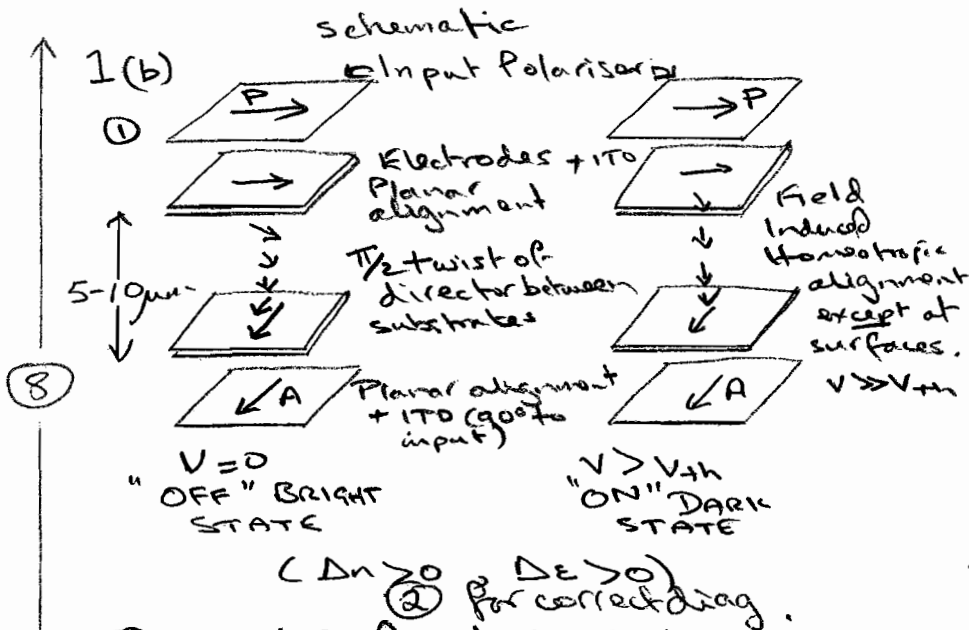 schematic
1(b)
Input Polariser
①
P
P
Electrodes + ITO
Planar
alignment
Field
Induced
Homeotropic
alignment
except at
surfaces.
V≫Vth
5-10μm
π/2 twist of
director between
substrates
⑧
A
A
Planar alignment
+ ITO (90° to
input)
V=0
"OFF" BRIGHT
STATE
V>Vth
"ON" DARK
STATE
(Δn>0, Δε>0)
② for correct diag.